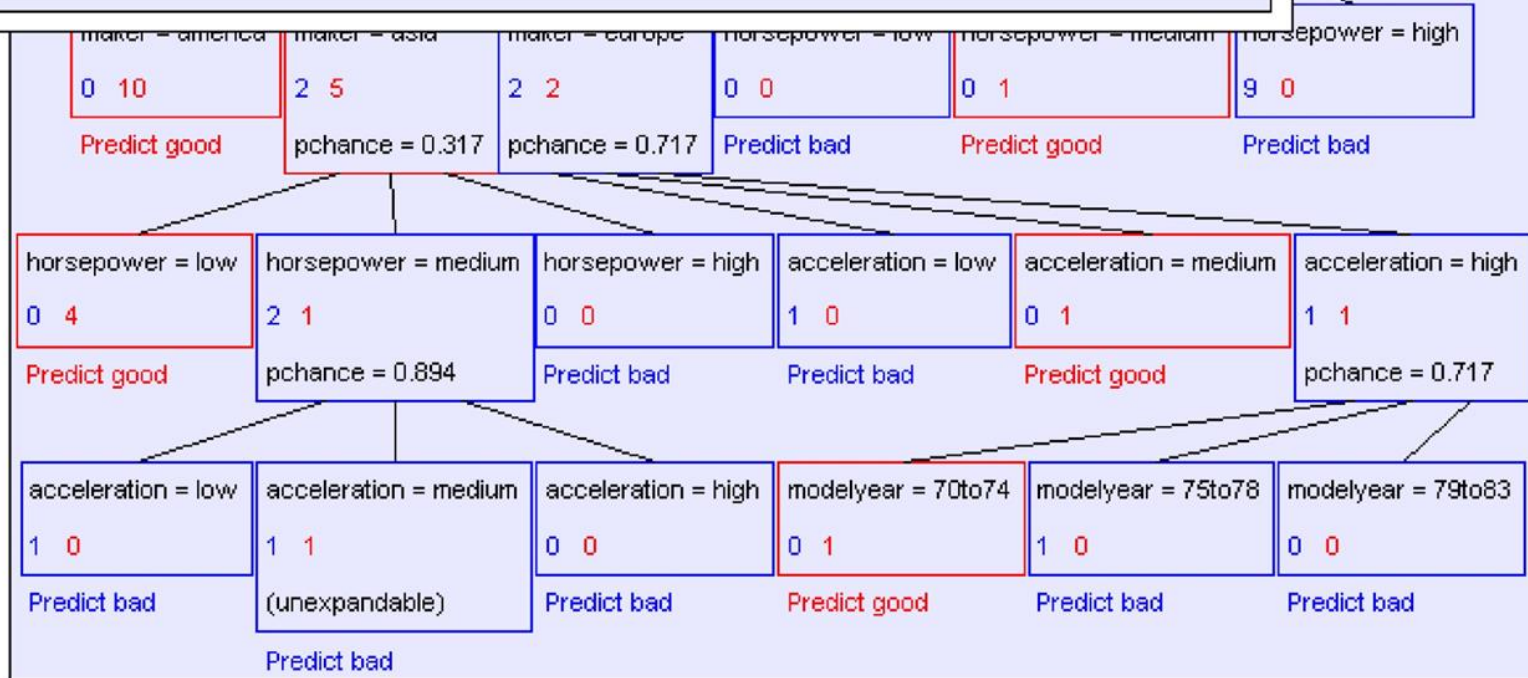 maker = america maker = asia maker = europe horsepower = low horsepower = medium horsepower = high
0 10 2 5 2 2 0 0 0 1 9 0
Predict good pchance = 0.317 pchance = 0.717 Predict bad Predict good Predict bad
horsepower = low horsepower = medium horsepower = high acceleration = low acceleration = medium acceleration = high
0 4 2 1 0 0 1 0 0 1 1 1
Predict good pchance = 0.894 Predict bad Predict bad Predict good pchance = 0.717
acceleration = low acceleration = medium acceleration = high modelyear = 70to74 modelyear = 75to78 modelyear = 79to83
1 0 1 1 0 0 0 1 1 0 0 0
Predict bad (unexpandable) Predict bad Predict good Predict bad Predict bad
Predict bad